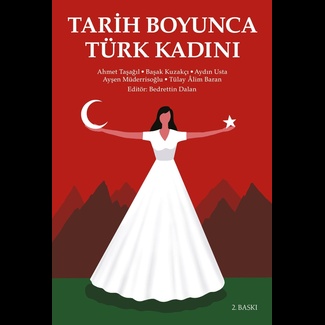 TARİH BOYUNCA
TÜRK KADINI
Ahmet Taşağıl • Başak Kuzakçı • Aydın Usta
Ayşen Müderrisoğlu • Tülay Âlim Baran
Editör: Bedrettin Dalan
2. BASKI